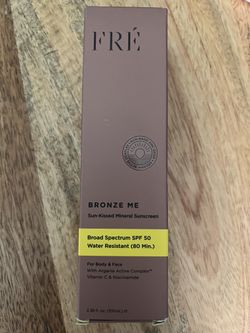 FRÉ
BRONZE ME
Sun-Kissed Mineral Sunscreen
Broad Spectrum SPF 50
Water Resistant (80 Min.)
For Body & Face
With Argania Active Complex™
Vitamin C & Niacinamide